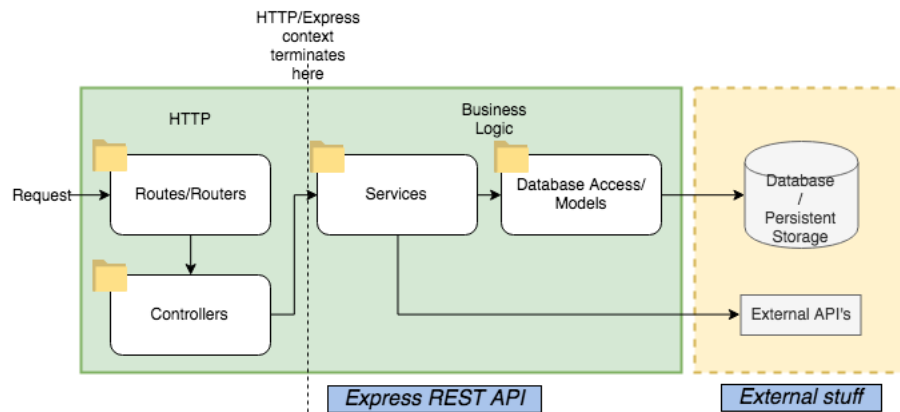 HTTP/Express
context
terminates
here
HTTP
Business
Logic
Request
Routes/Routers
Services
Database Access/
Models
Database
/
Persistent
Storage
Controllers
External API's
Express REST API
External stuff